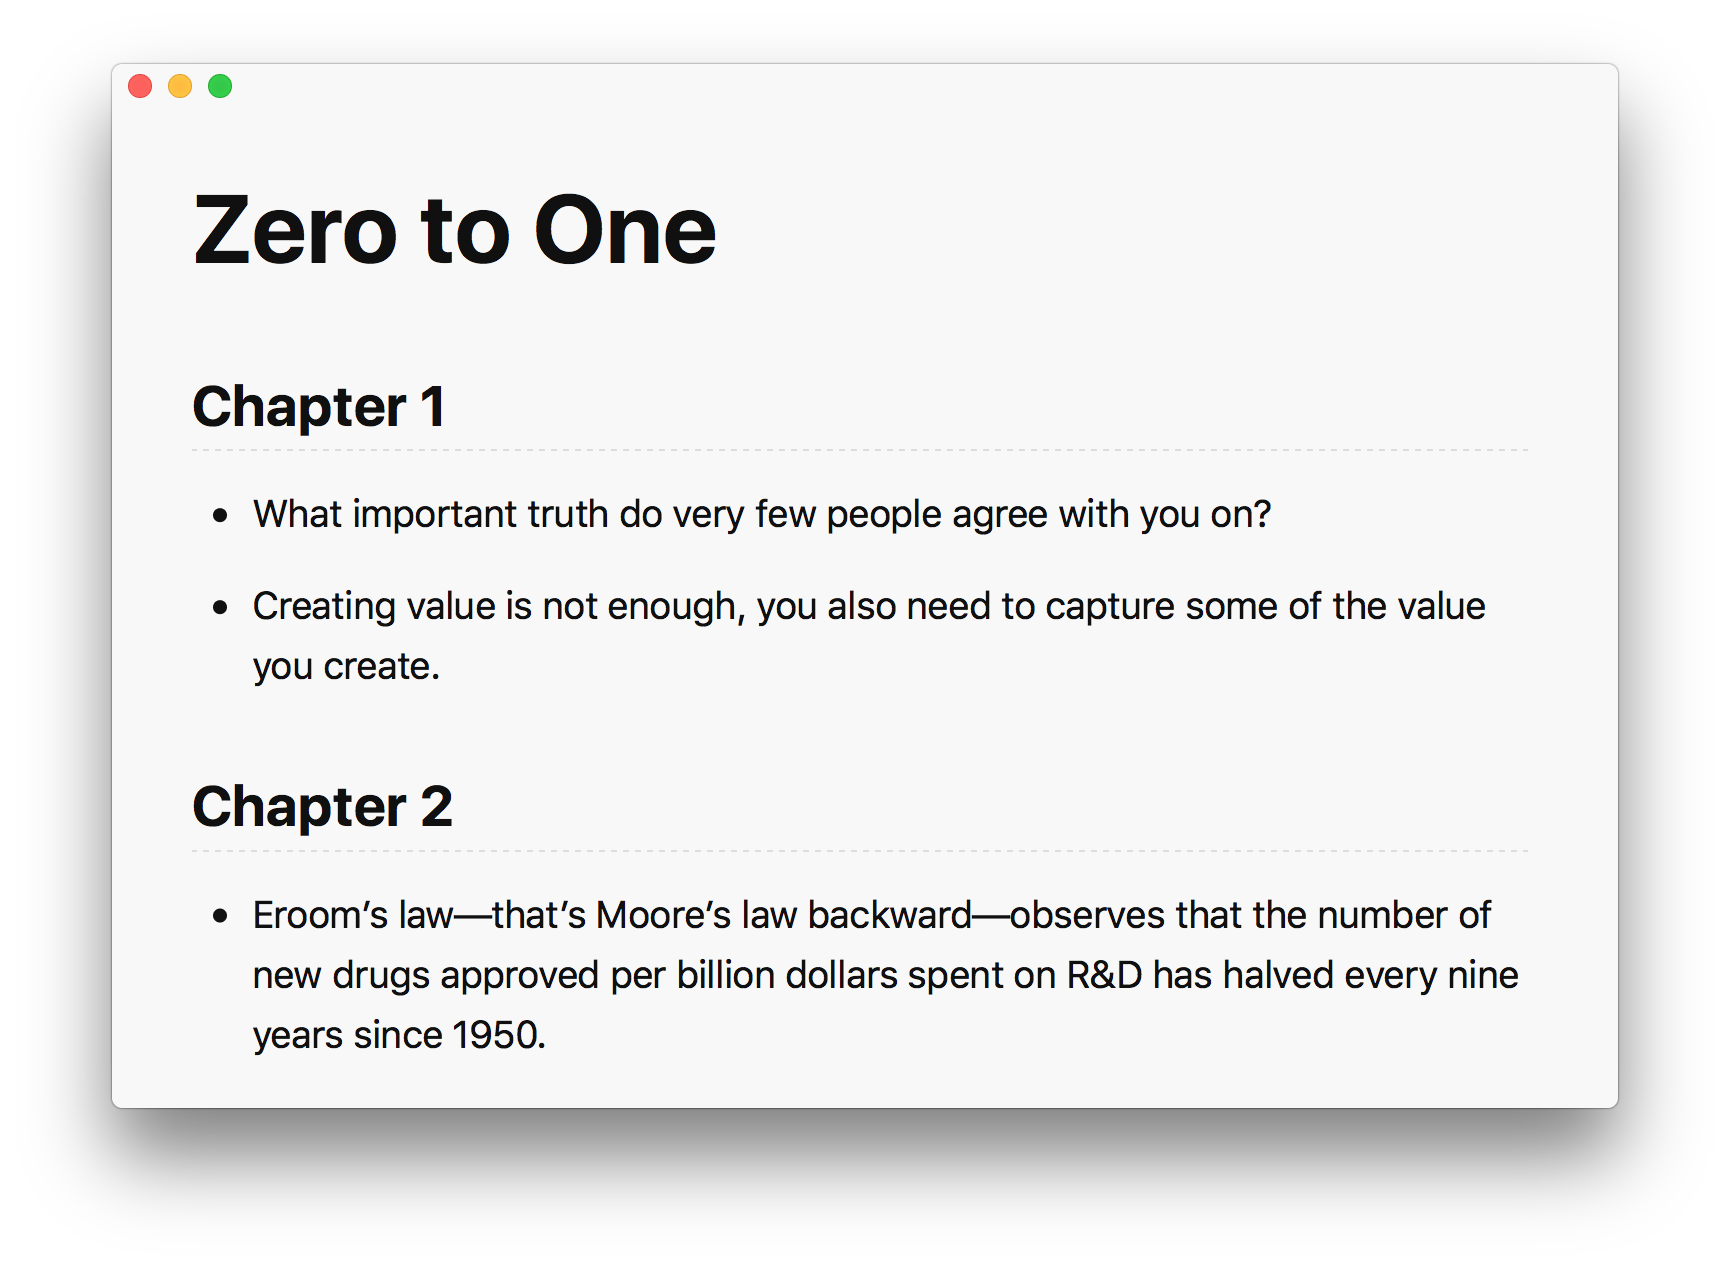 Zero to One
Chapter 1
• What important truth do very few people agree with you on?
• Creating value is not enough, you also need to capture some of the value
you create.
Chapter 2
• Eroom’s law—that’s Moore’s law backward—observes that the number of
new drugs approved per billion dollars spent on R&D has halved every nine
years since 1950.